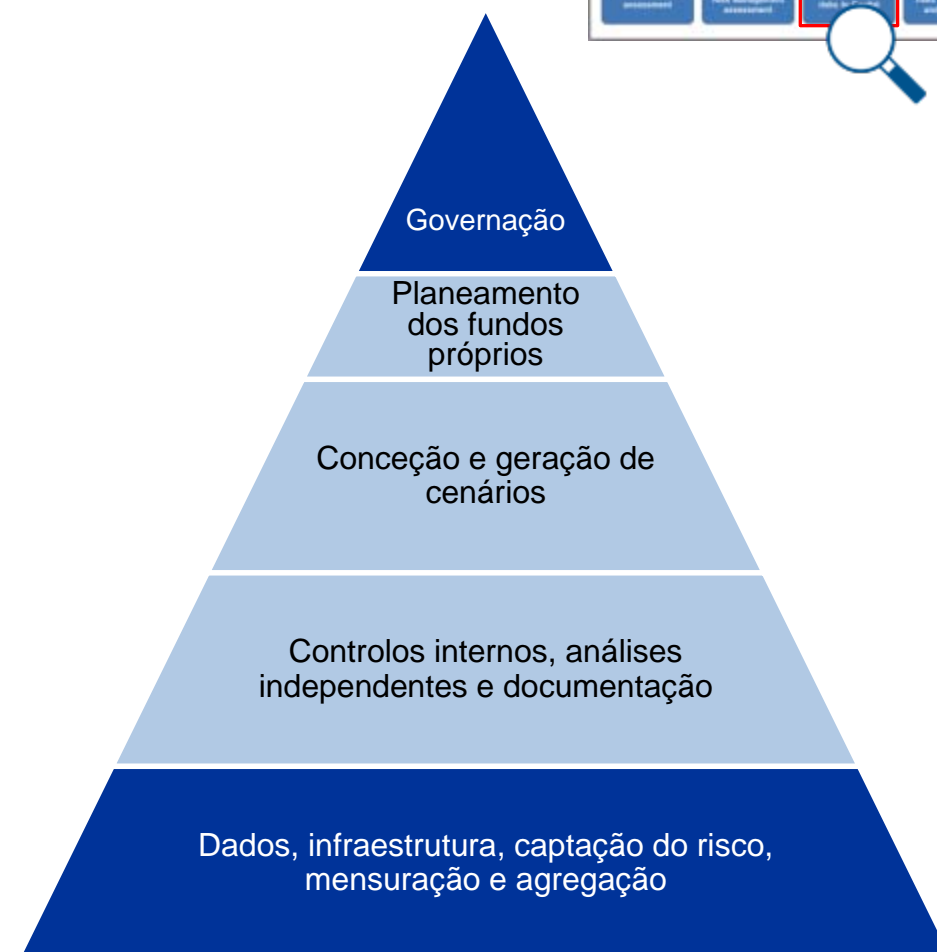 assessment
Governação
Planeamento
dos fundos
próprios
Conceção e geração de
cenários
Controlos internos, análises
independentes e documentação
Dados, infraestrutura, captação do risco,
mensuração e agregação